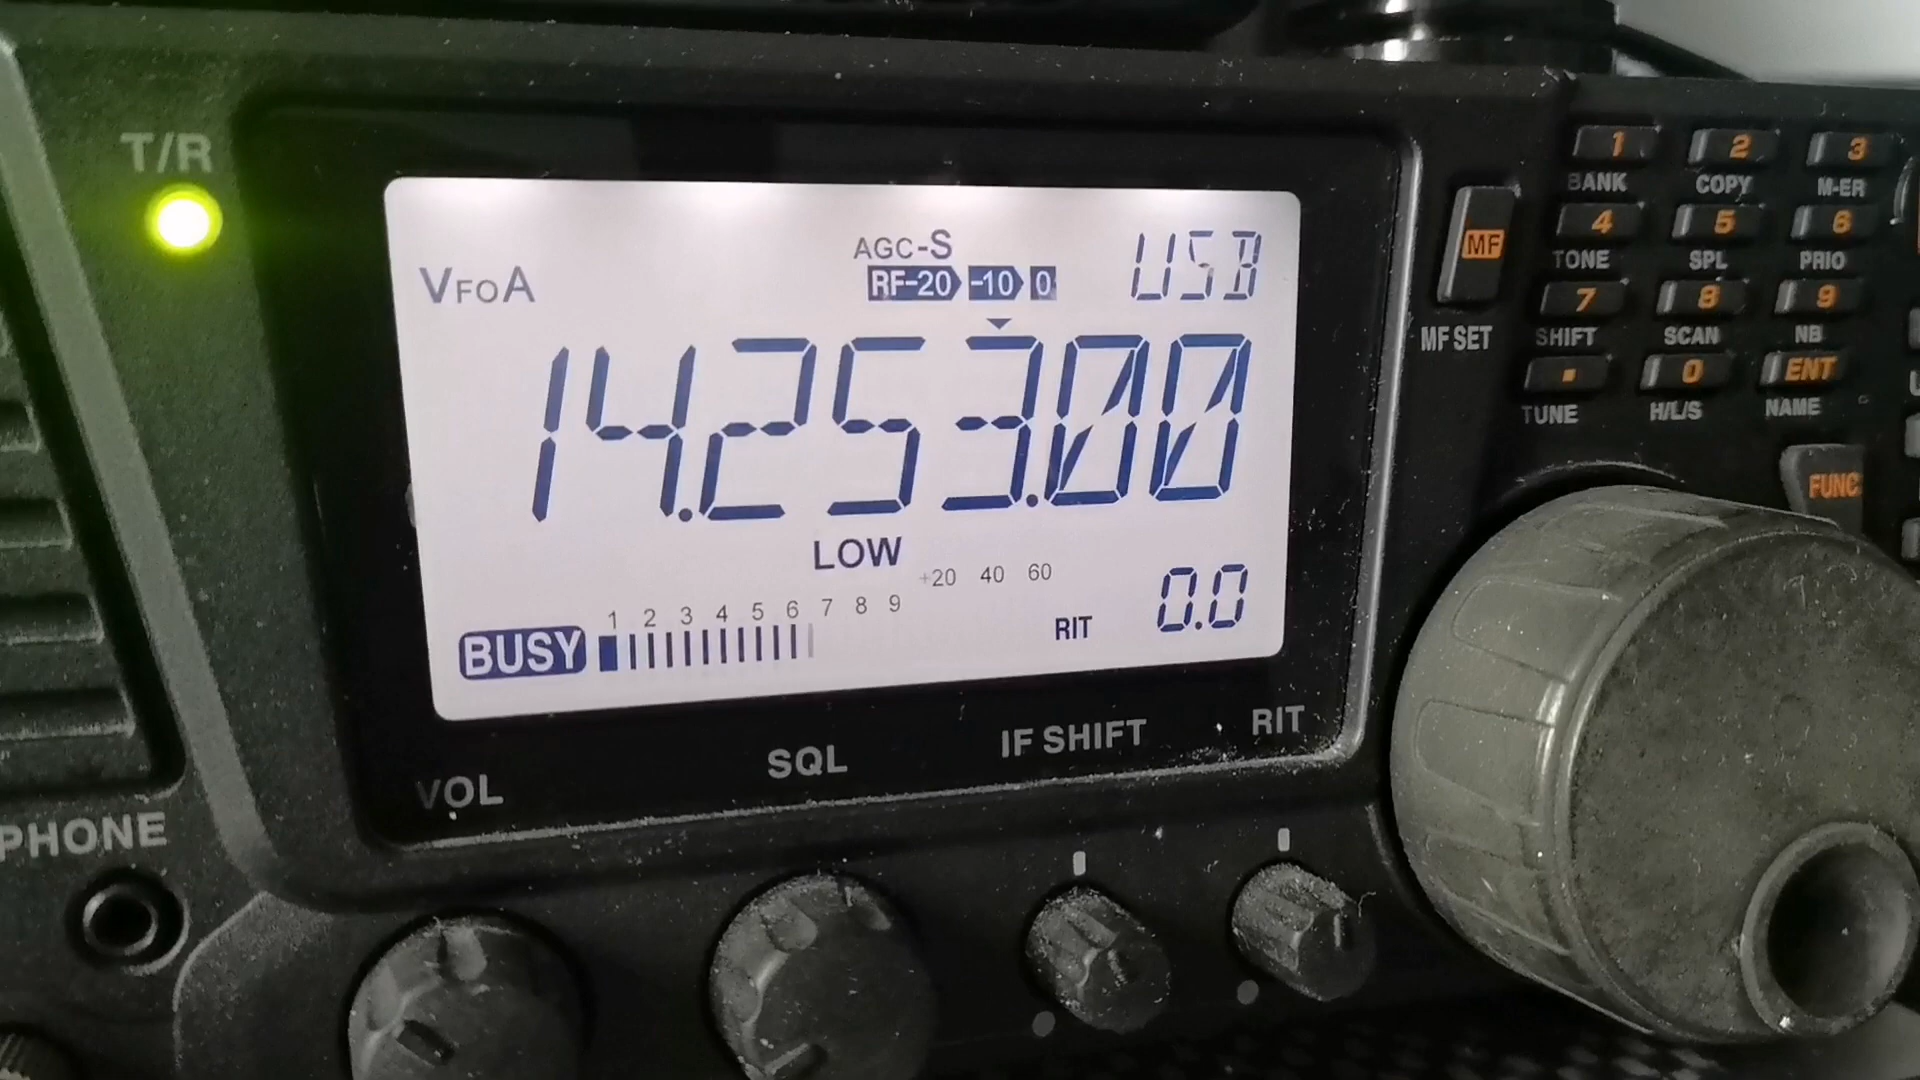 T/R
AGC-S
VFOA
RF-20 -10 0
USB
14.253.00
LOW
+20 40 60
1 2 3 4 5 6 7 8 9
BUSY
RIT 0.0
VOL
SQL
IF SHIFT
RIT
PHONE
MF
MF SET
1 2 3
BANK COPY M-ER
4 5 6
TONE SPL PRIO
7 8 9
SHIFT SCAN NB
. 0 ENT
TUNE H/L/S NAME
FUNC